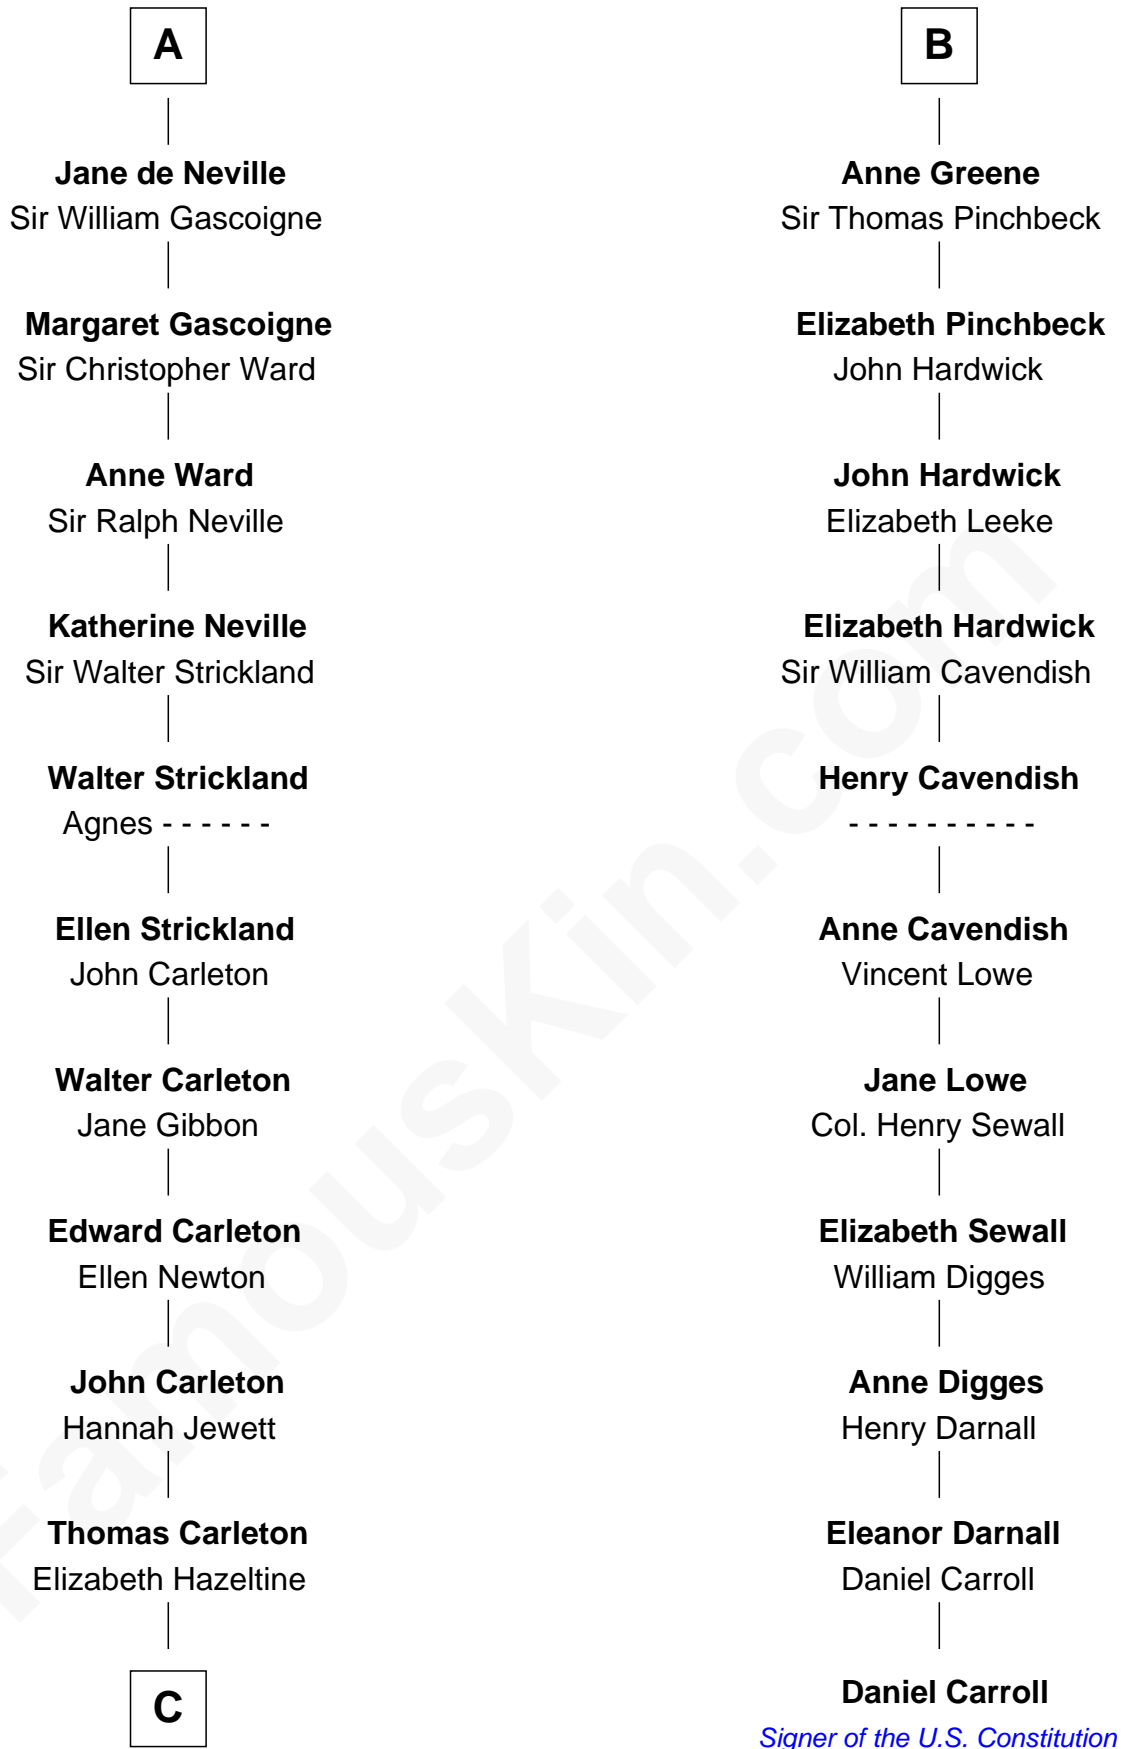 A
Jane de Neville
Sir William Gascoigne
Margaret Gascoigne
Sir Christopher Ward
Anne Ward
Sir Ralph Neville
Katherine Neville
Sir Walter Strickland
Walter Strickland
Agnes - - - - - -
Ellen Strickland
John Carleton
Walter Carleton
Jane Gibbon
Edward Carleton
Ellen Newton
John Carleton
Hannah Jewett
Thomas Carleton
Elizabeth Hazeltine
C
B
Anne Greene
Sir Thomas Pinchbeck
Elizabeth Pinchbeck
John Hardwick
John Hardwick
Elizabeth Leeke
Elizabeth Hardwick
Sir William Cavendish
Henry Cavendish
- - - - - - - - - -
Anne Cavendish
Vincent Lowe
Jane Lowe
Col. Henry Sewall
Elizabeth Sewall
William Digges
Anne Digges
Henry Darnall
Eleanor Darnall
Daniel Carroll
Daniel Carroll
Signer of the U.S. Constitution
FamousKin.com